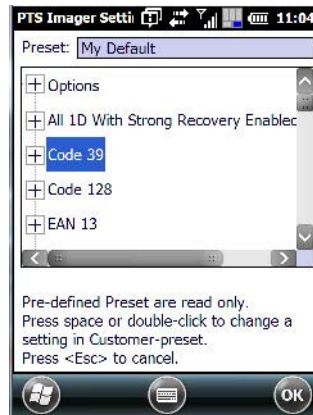 PTS Imager Setti 11:04
Preset: My Default
Options
All 1D With Strong Recovery Enablec
Code 39
Code 128
EAN 13
Pre-defined Preset are read only.
Press space or double-click to change a
setting in Customer-preset.
Press <Esc> to cancel.
OK